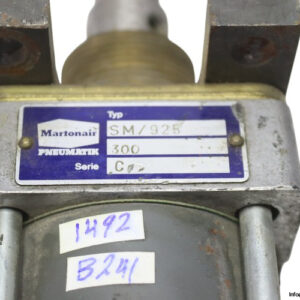 Typ
Martonair
SM/925
PNEUMATIK
300
Serie
C
1492
B241